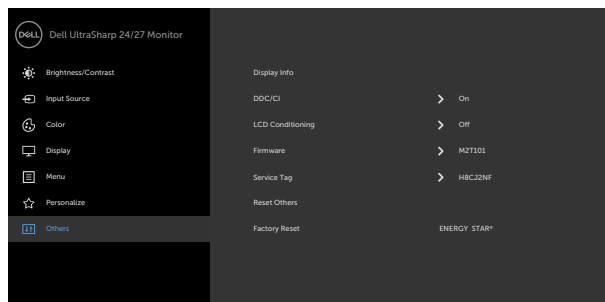 DELL Dell UltraSharp 24/27 Monitor
Brightness/Contrast
Input Source
Color
Display
Menu
Personalize
Others
Display Info
DDC/CI On
LCD Conditioning Off
Firmware M2T101
Service Tag H8CJ2NF
Reset Others
Factory Reset ENERGY STAR®